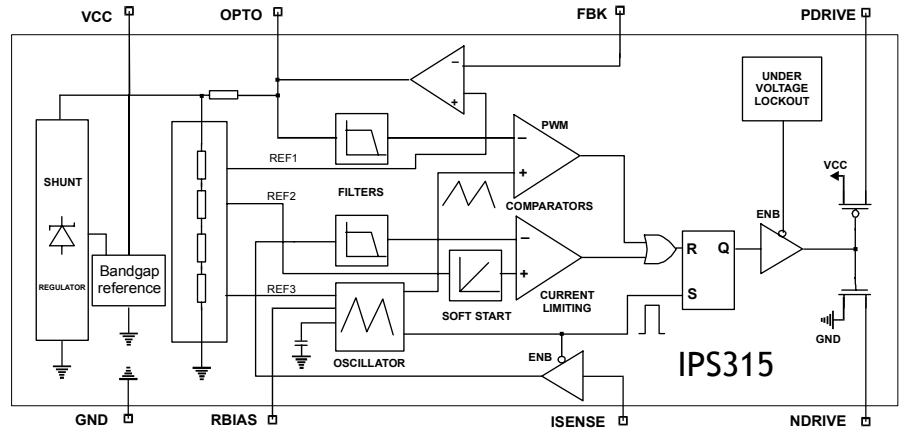 VCC
OPTO
FBK
PDRIVE
UNDER
VOLTAGE
LOCKOUT
PWM
REF1
SHUNT
REF2
FILTERS
COMPARATORS
VCC
ENB
R
Q
S
REGULATOR
Bandgap
reference
REF3
SOFT START
CURRENT
LIMITING
GND
OSCILLATOR
ENB
IPS315
GND
RBIAS
ISENSE
NDRIVE